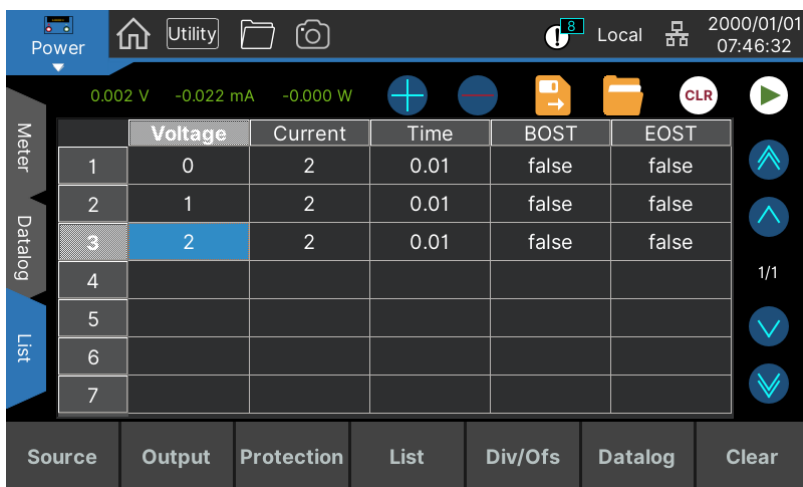 Power
Utility
8
Local
2000/01/01
07:46:32
0.002 V -0.022 mA -0.000 W
CLR
Meter
Datalog
List
Voltage Current Time BOST EOST
1 0 2 0.01 false false
2 1 2 0.01 false false
3 2 2 0.01 false false
4
5
6
7
1/1
Source Output Protection List Div/Ofs Datalog Clear